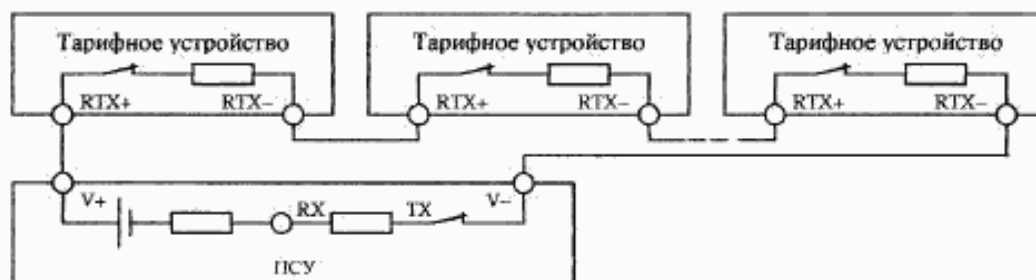 Тарифное устройство Тарифное устройство Тарифное устройство
RTX+ RTX− RTX+ RTX− RTX+ RTX−
V+ V−
RX TX
ПСУ